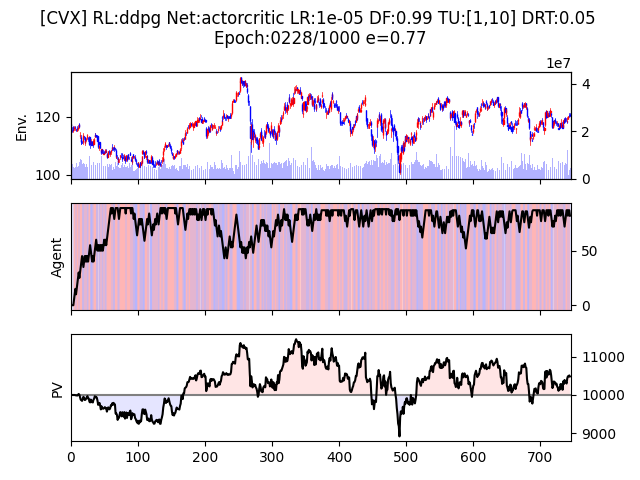 [CVX] RL:ddpg Net:actorcritic LR:1e-05 DF:0.99 TU:[1,10] DRT:0.05
Epoch:0228/1000 e=0.77
1e7
Env.
120
100
4
2
0
Agent
50
0
PV
11000
10000
9000
0 100 200 300 400 500 600 700